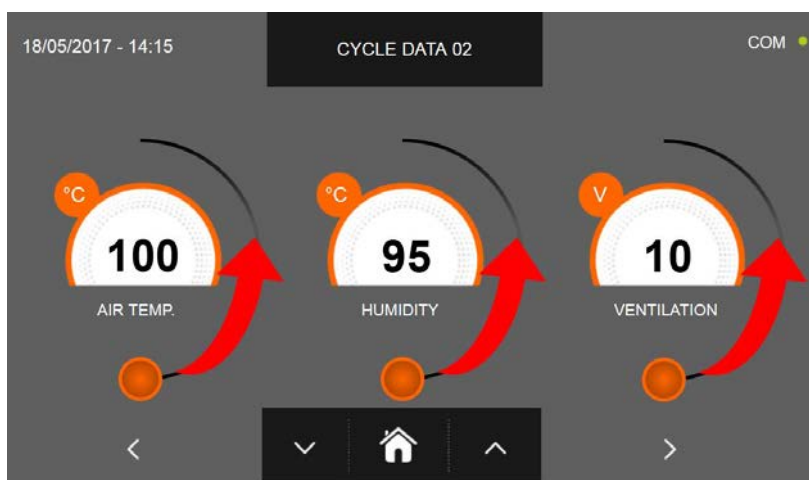 18/05/2017 - 14:15
CYCLE DATA 02
COM
°C
°C
V
100
95
10
AIR TEMP.
HUMIDITY
VENTILATION